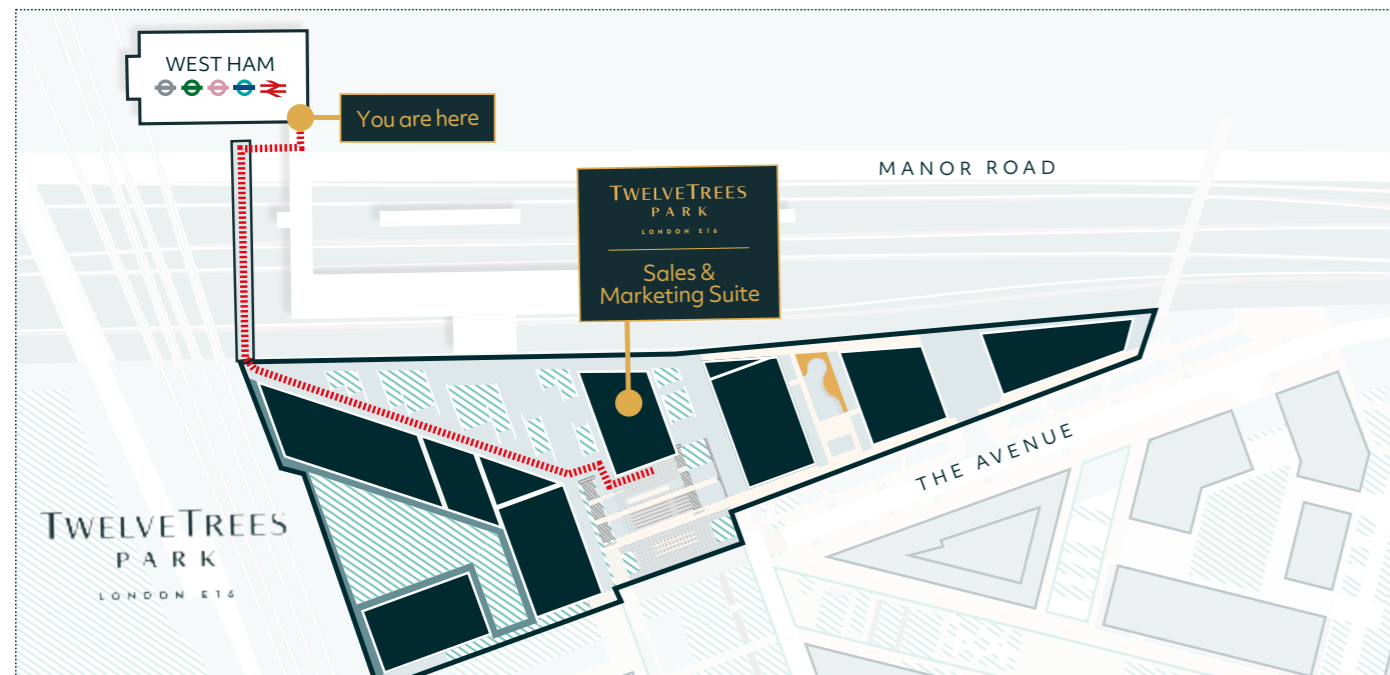 WEST HAM
You are here
MANOR ROAD
TWELVETREES
PARK
LONDON E16
Sales &
Marketing Suite
THE AVENUE
TWELVETREES
PARK
LONDON E16